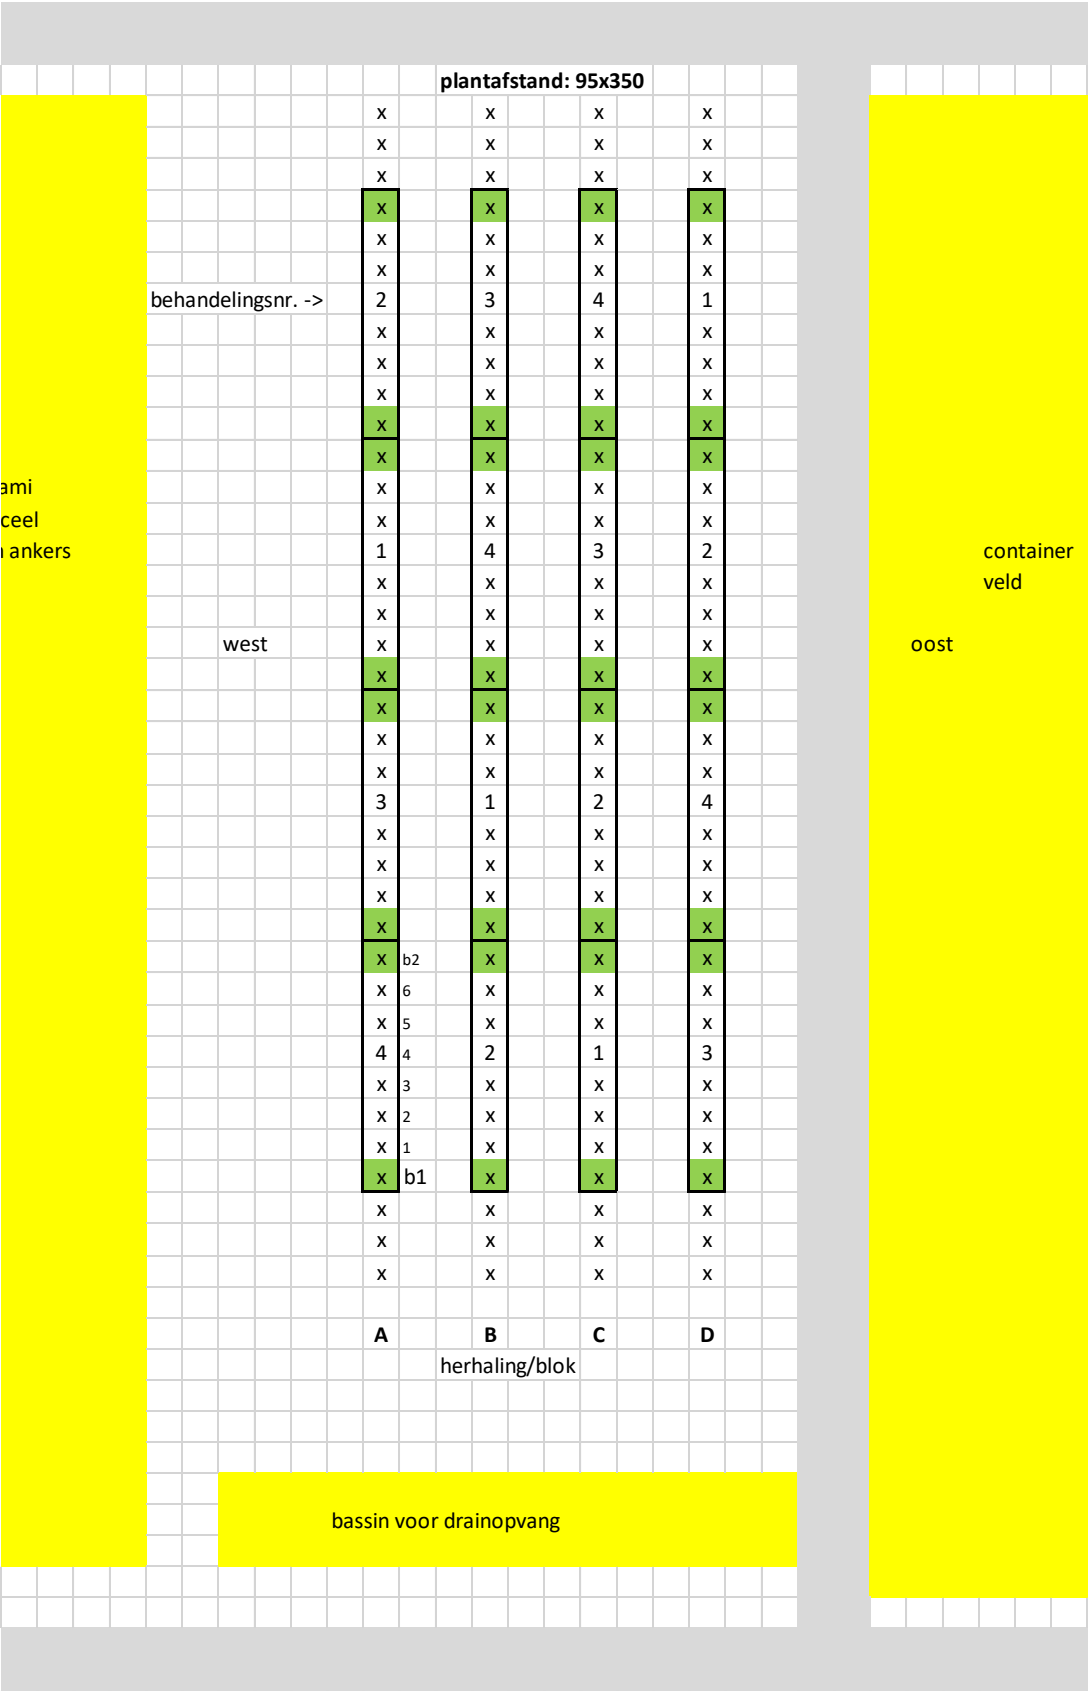 plantafstand: 95x350
x x x x
x x x x
x x x x
x x x x
x x x x
x x x x
behandelingsnr. -> 2 3 4 1
x x x x
x x x x
x x x x
x x x x
x x x x
ami x x x x
ceel x x x x
ankers 1 4 3 2 container
x x x x veld
x x x x
west x x x x oost
x x x x
x x x x
x x x x
x x x x
3 1 2 4
x x x x
x x x x
x x x x
x x x x
x b2 x x x
x 6 x x x
x 5 x x x
4 4 2 1 3
x 3 x x x
x 2 x x x
x 1 x x x
x b1 x x x
x x x x
x x x x
x x x x
A B C D
herhaling/blok
bassin voor drainopvang